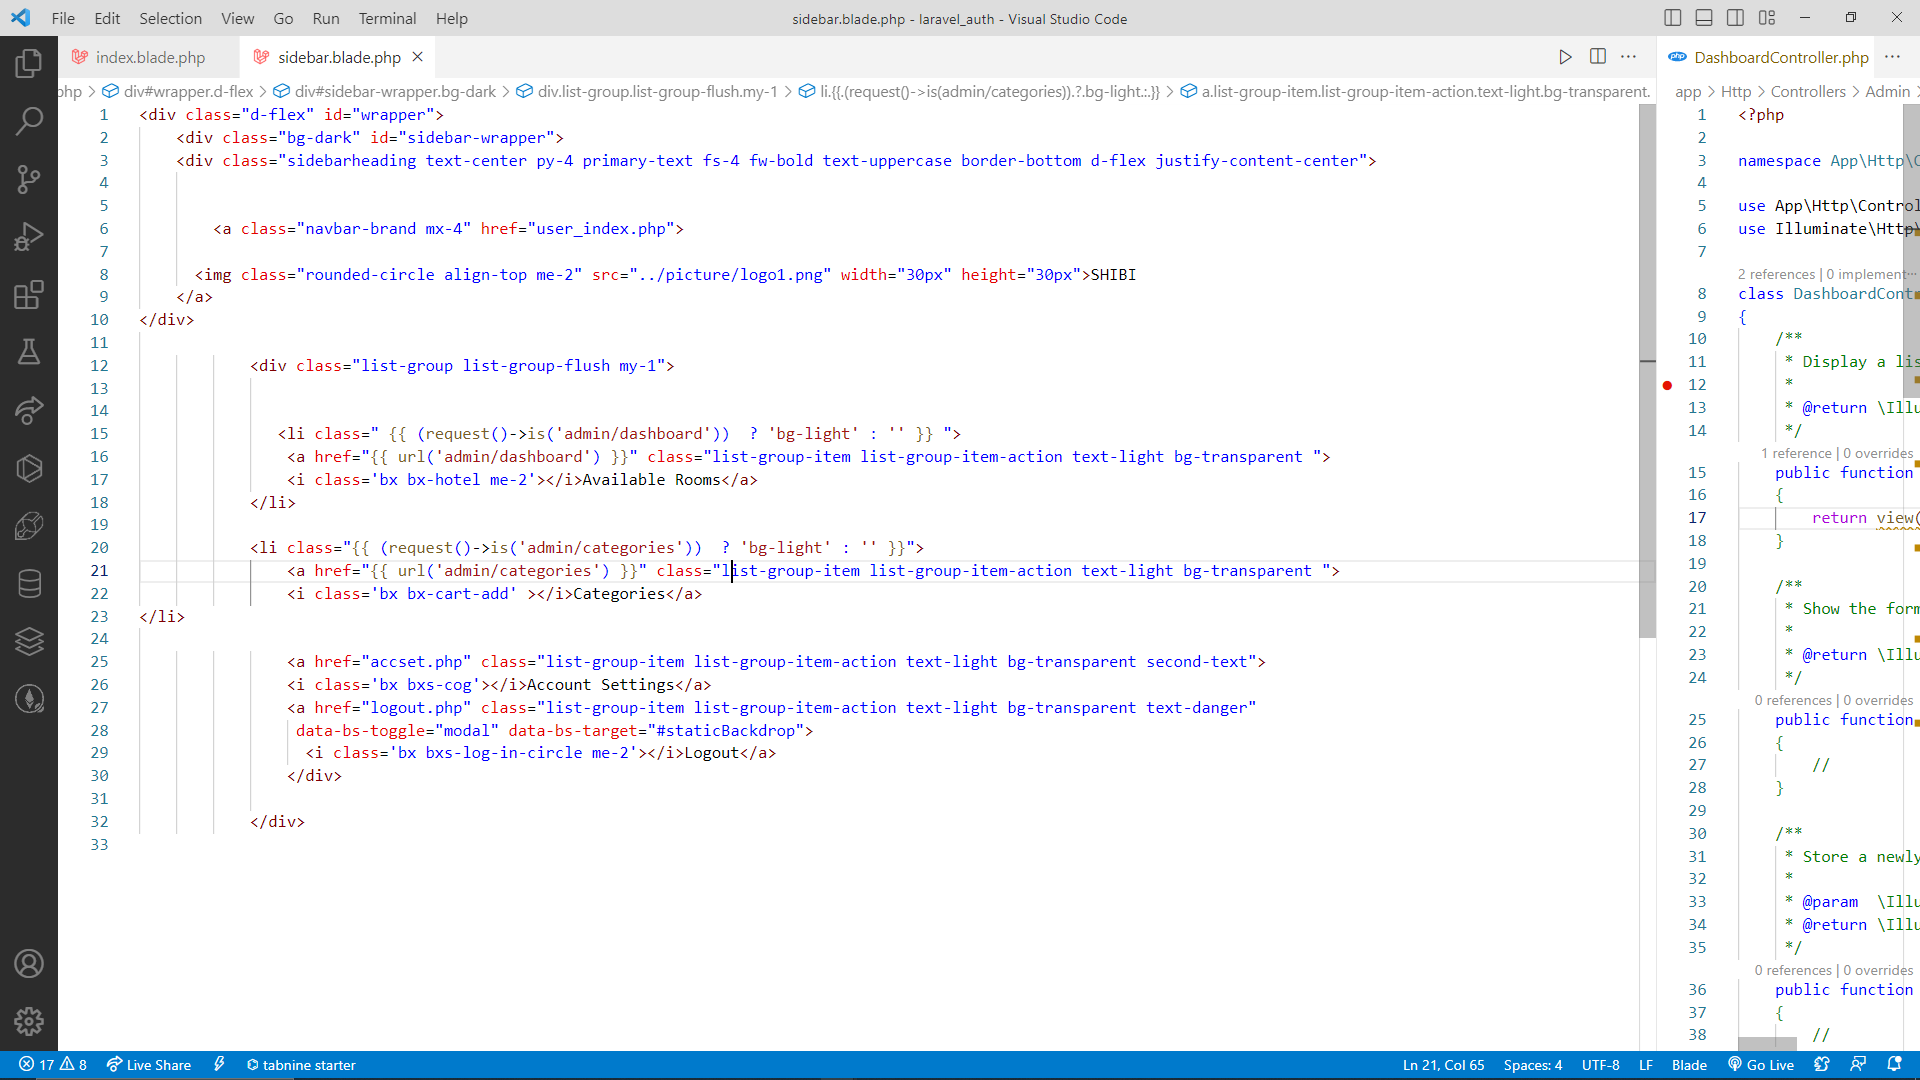 File Edit Selection View Go Run Terminal Help
sidebar.blade.php - laravel_auth - Visual Studio Code
index.blade.php
sidebar.blade.php
DashboardController.php
php > div#wrapper.d-flex > div#sidebar-wrapper.bg-dark > div.list-group.list-group-flush.my-1 > li.{{.(request()->is(admin/categories)).?.bg-light.:.}} > a.list-group-item.list-group-item-action.text-light.bg-transparent.
1 <div class="d-flex" id="wrapper">
2 <div class="bg-dark" id="sidebar-wrapper">
3 <div class="sidebarheading text-center py-4 primary-text fs-4 fw-bold text-uppercase border-bottom d-flex justify-content-center">
4
5
6 <a class="navbar-brand mx-4" href="user_index.php">
7
8 <img class="rounded-circle align-top me-2" src="../picture/logo1.png" width="30px" height="30px">SHIBI
9 </a>
10 </div>
11
12 <div class="list-group list-group-flush my-1">
13
14
15 <li class=" {{ (request()->is('admin/dashboard'))  ? 'bg-light' : '' }} ">
16 <a href="{{ url('admin/dashboard') }}" class="list-group-item list-group-item-action text-light bg-transparent ">
17 <i class='bx bx-hotel me-2'></i>Available Rooms</a>
18 </li>
19
20 <li class="{{ (request()->is('admin/categories'))  ? 'bg-light' : '' }}">
21 <a href="{{ url('admin/categories') }}" class="list-group-item list-group-item-action text-light bg-transparent ">
22 <i class='bx bx-cart-add' ></i>Categories</a>
23 </li>
24
25 <a href="accset.php" class="list-group-item list-group-item-action text-light bg-transparent second-text">
26 <i class='bx bxs-cog'></i>Account Settings</a>
27 <a href="logout.php" class="list-group-item list-group-item-action text-light bg-transparent text-danger"
28 data-bs-toggle="modal" data-bs-target="#staticBackdrop">
29 <i class='bx bxs-log-in-circle me-2'></i>Logout</a>
30 </div>
31
32 </div>
33
app > Http > Controllers > Admin >
1 <?php
2
3 namespace App\Http\C
4
5 use App\Http\Control
6 use Illuminate\Http\
7
2 references | 0 implement...
8 class DashboardCont
9 {
10 /**
11 * Display a lis
12 *
13 * @return \Illu
14 */
1 reference | 0 overrides
15 public function
16 {
17 return view(
18 }
19
20 /**
21 * Show the form
22 *
23 * @return \Illu
24 */
0 references | 0 overrides
25 public function
26 {
27 //
28 }
29
30 /**
31 * Store a newly
32 *
33 * @param  \Illu
34 * @return \Illu
35 */
0 references | 0 overrides
36 public function
37 {
38 //
17 8 Live Share tabnine starter
Ln 21, Col 65 Spaces: 4 UTF-8 LF Blade Go Live